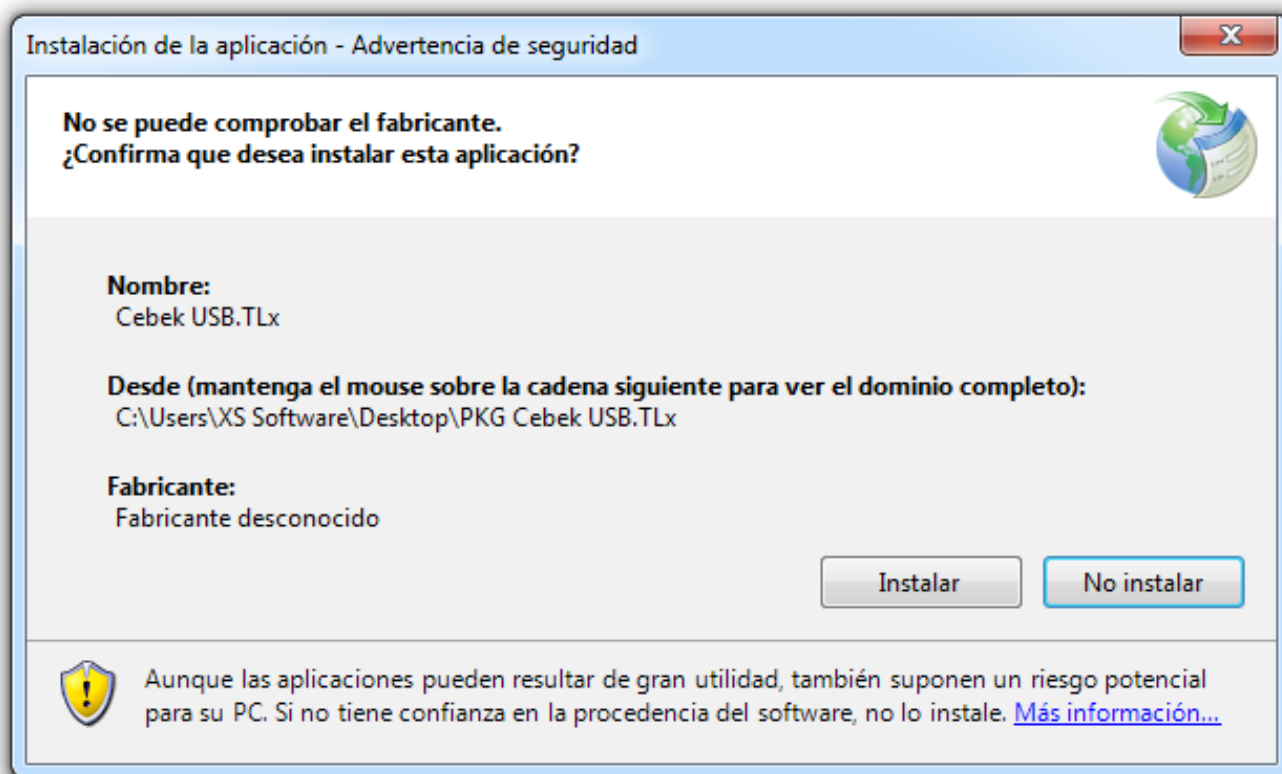 Instalación de la aplicación - Advertencia de seguridad
No se puede comprobar el fabricante.
¿Confirma que desea instalar esta aplicación?
Nombre:
Cebek USB.TLx
Desde (mantenga el mouse sobre la cadena siguiente para ver el dominio completo):
C:\Users\XS Software\Desktop\PKG Cebek USB.TLx
Fabricante:
Fabricante desconocido
Instalar
No instalar
Aunque las aplicaciones pueden resultar de gran utilidad, también suponen un riesgo potencial
para su PC. Si no tiene confianza en la procedencia del software, no lo instale. Más información...